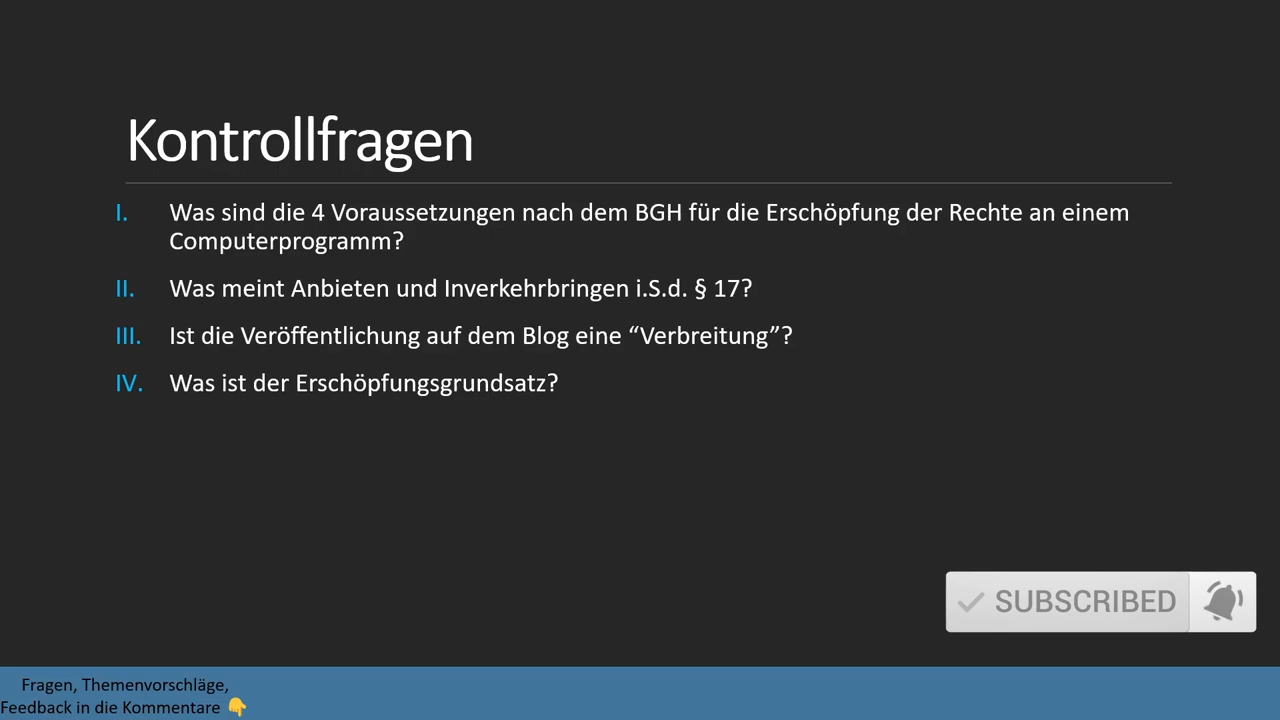 Kontrollfragen
I. Was sind die 4 Voraussetzungen nach dem BGH für die Erschöpfung der Rechte an einem
Computerprogramm?
II. Was meint Anbieten und Inverkehrbringen i.S.d. § 17?
III. Ist die Veröffentlichung auf dem Blog eine “Verbreitung”?
IV. Was ist der Erschöpfungsgrundsatz?
SUBSCRIBED
Fragen, Themenvorschläge,
Feedback in die Kommentare 👇